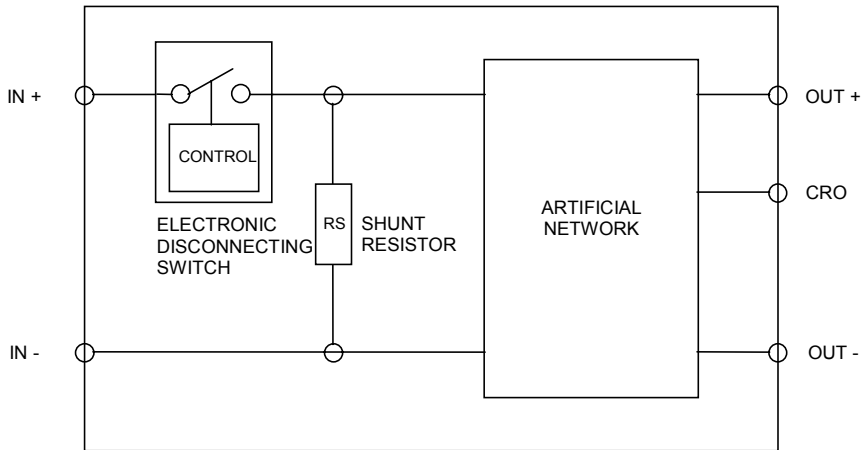 IN +
CONTROL
ELECTRONIC
DISCONNECTING
SWITCH
RS
SHUNT
RESISTOR
ARTIFICIAL
NETWORK
OUT +
CRO
IN -
OUT -